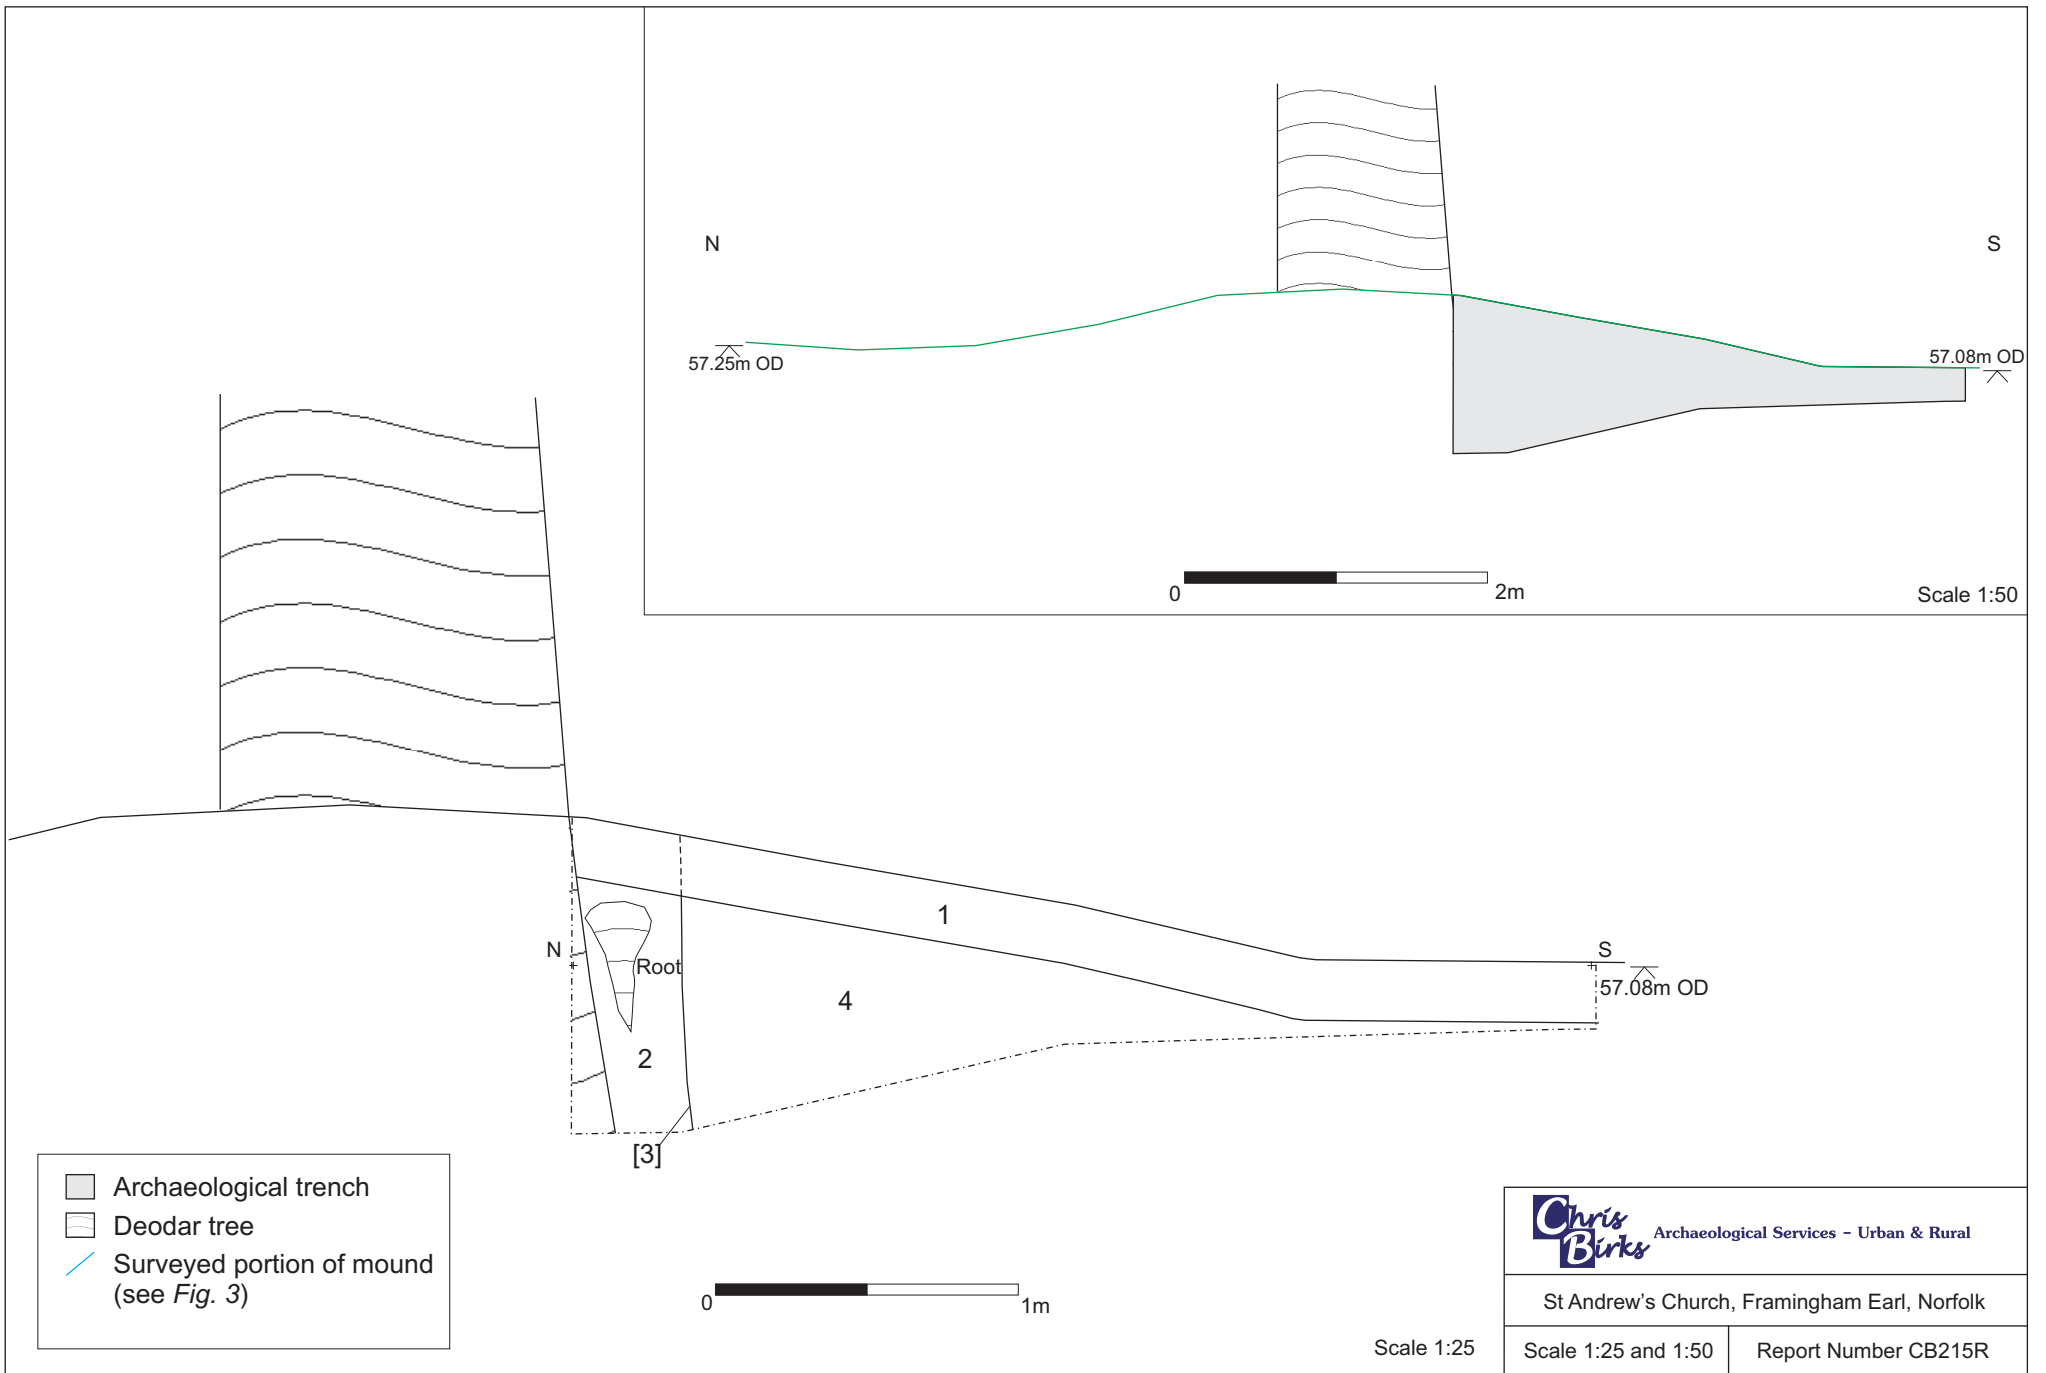 N
S
57.25m OD
57.08m OD
0
2m
Scale 1:50
1
N
S
Root
57.08m OD
4
2
[3]
Archaeological trench
Deodar tree
Surveyed portion of mound
(see Fig. 3)
0
1m
Scale 1:25
Chris
Birks
Archaeological Services - Urban & Rural
St Andrew's Church, Framingham Earl, Norfolk
Scale 1:25 and 1:50
Report Number CB215R